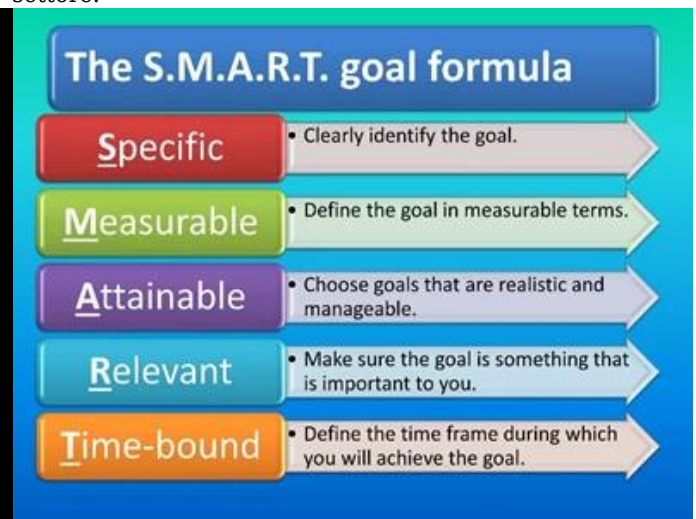 The S.M.A.R.T. goal formula
Specific
• Clearly identify the goal.
Measurable
• Define the goal in measurable terms.
Attainable
• Choose goals that are realistic and
manageable.
Relevant
• Make sure the goal is something that
is important to you.
Time-bound
• Define the time frame during which
you will achieve the goal.